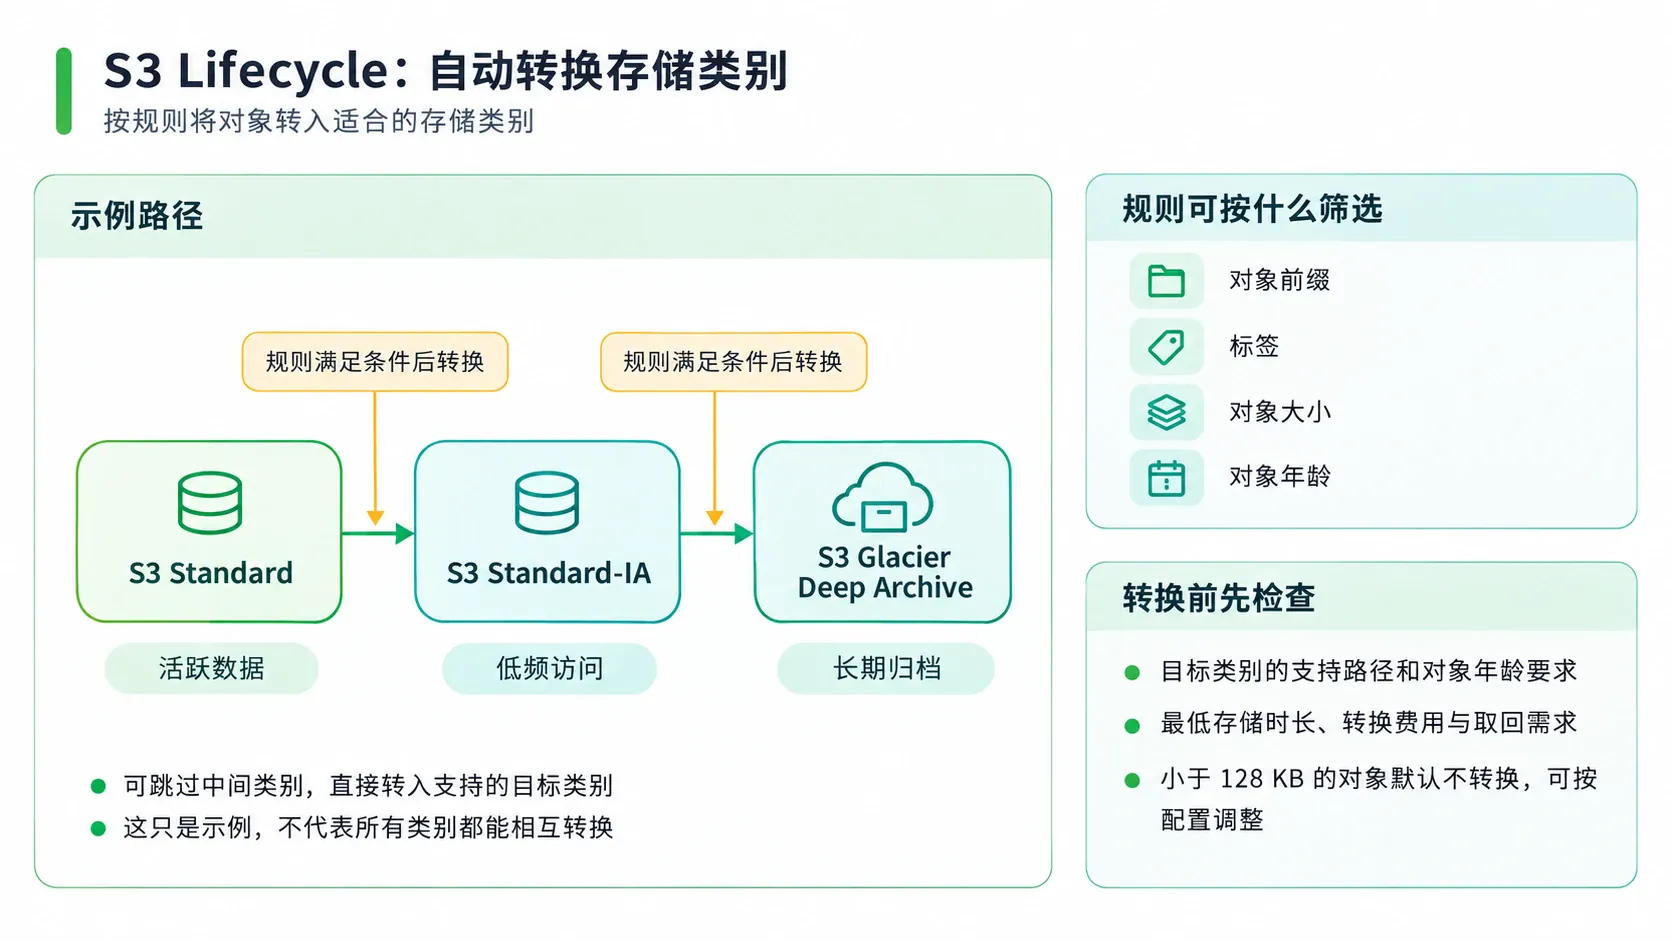 S3 Lifecycle：自动转换存储类别
按规则将对象转入适合的存储类别
示例路径
规则满足条件后转换
规则满足条件后转换
S3 Standard
S3 Standard-IA
S3 Glacier
Deep Archive
活跃数据
低频访问
长期归档
可跳过中间类别，直接转入支持的目标类别
这只是示例，不代表所有类别都能相互转换
规则可按什么筛选
对象前缀
标签
对象大小
对象年龄
转换前先检查
目标类别的支持路径和对象年龄要求
最低存储时长、转换费用与取回需求
小于 128 KB 的对象默认不转换，可按
配置调整